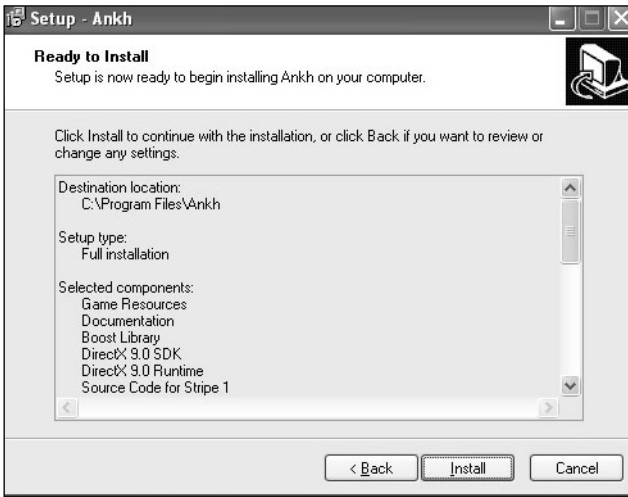 Setup - Ankh
Ready to Install
Setup is now ready to begin installing Ankh on your computer.
Click Install to continue with the installation, or click Back if you want to review or
change any settings.
Destination location:
C:\Program Files\Ankh
Setup type:
Full installation
Selected components:
Game Resources
Documentation
Boost Library
DirectX 9.0 SDK
DirectX 9.0 Runtime
Source Code for Stripe 1
< Back
Install
Cancel